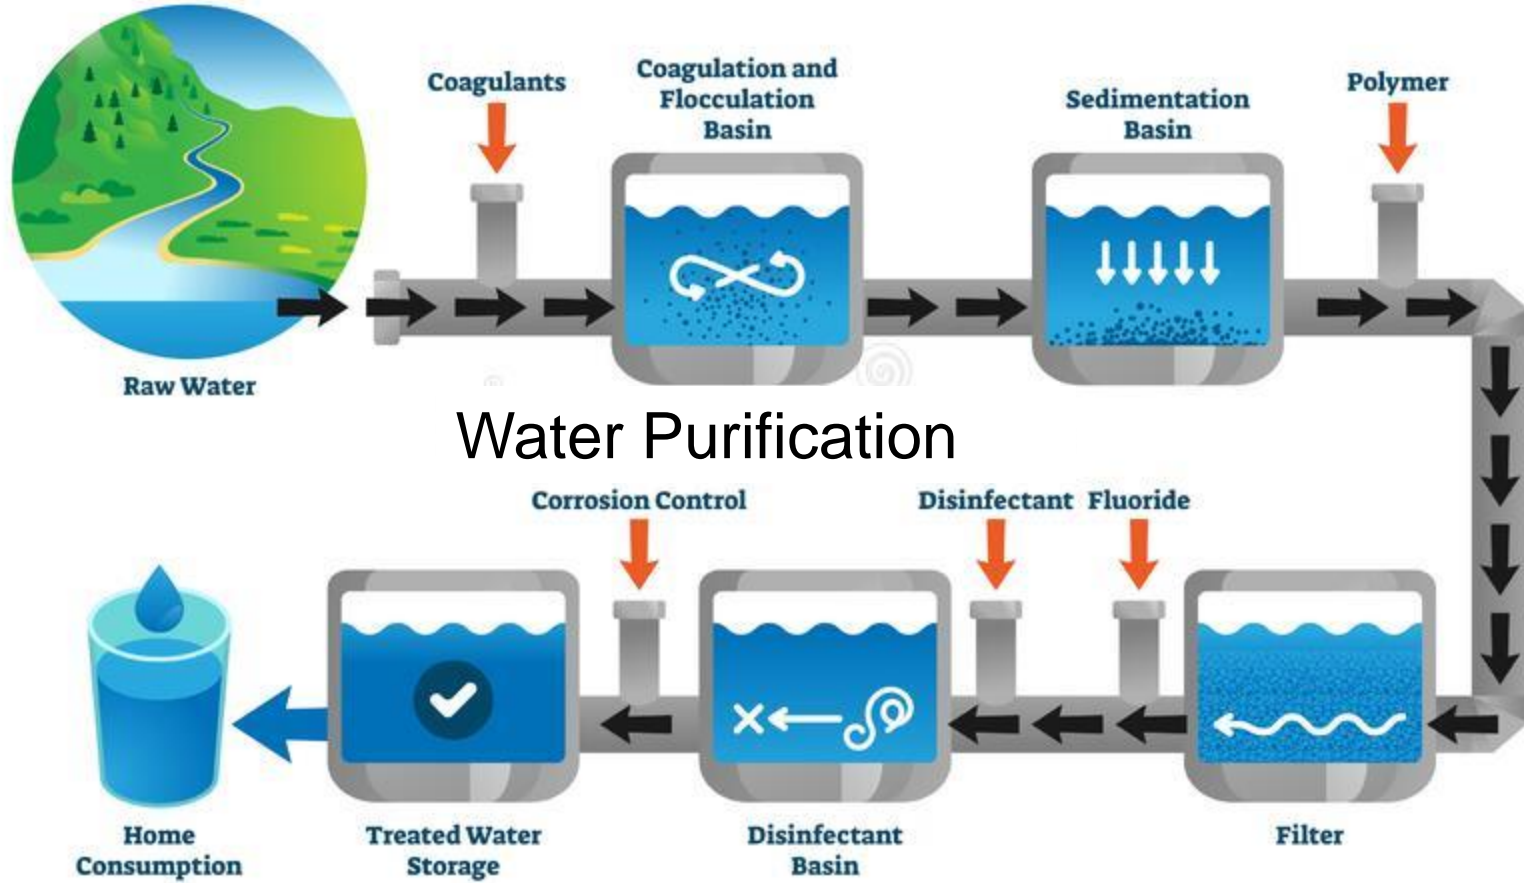 Coagulants
Coagulation and
Flocculation
Basin
Sedimentation
Basin
Polymer
Raw Water
Water Purification
Corrosion Control
Disinfectant
Fluoride
Home
Consumption
Treated Water
Storage
Disinfectant
Basin
Filter